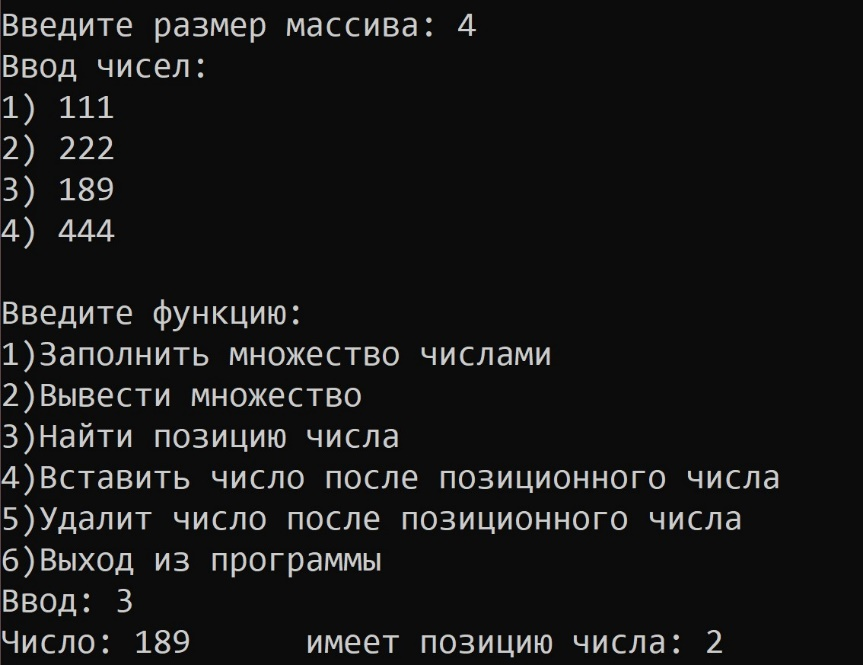 Введите размер массива: 4
Ввод чисел:
1) 111
2) 222
3) 189
4) 444
Введите функцию:
1)Заполнить множество числами
2)Вывести множество
3)Найти позицию числа
4)Вставить число после позиционного числа
5)Удалит число после позиционного числа
6)Выход из программы
Ввод: 3
Число: 189      имеет позицию числа: 2